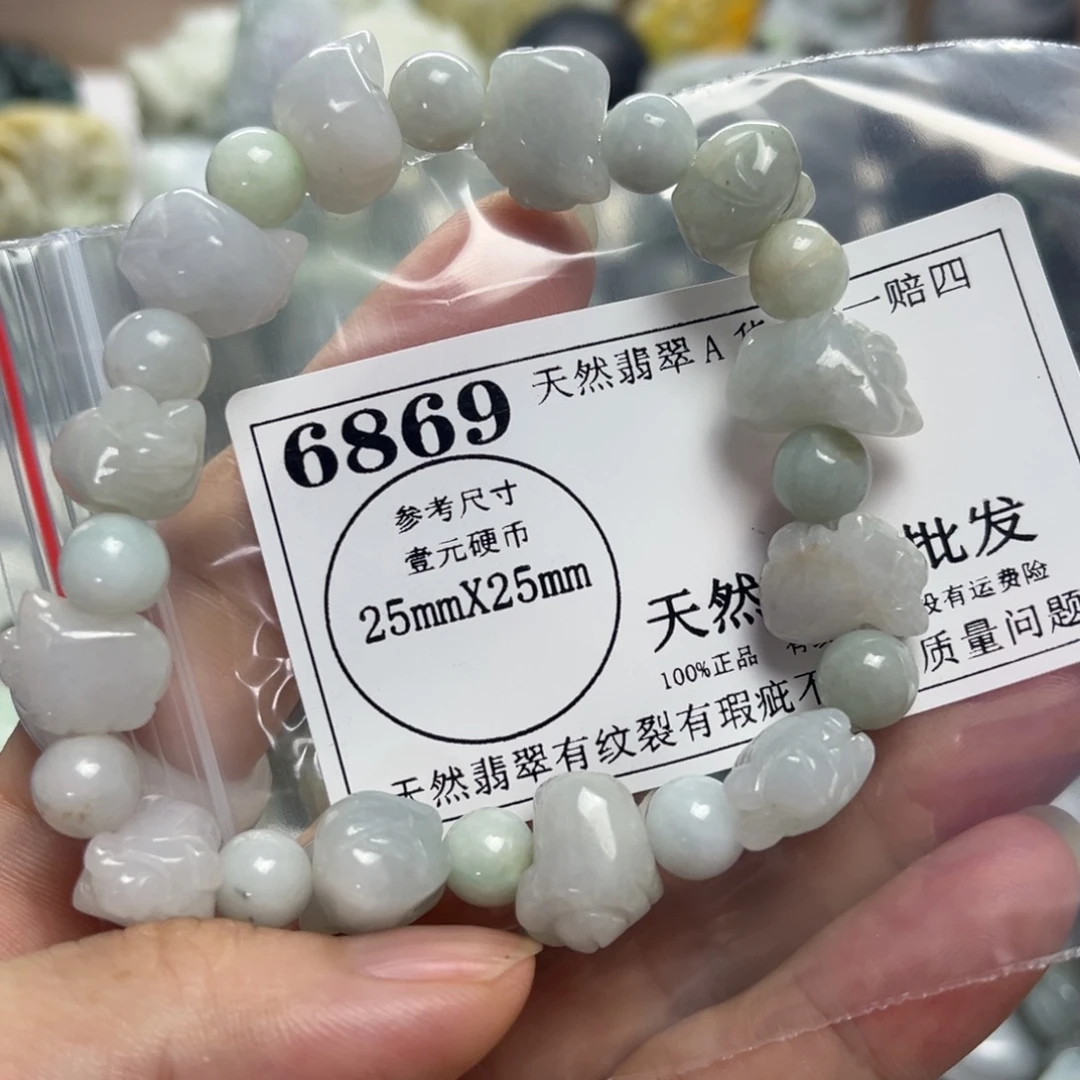 天然翡翠A 一赔四
6869
参考尺寸
壹元硬币
25mmX25mm
批发
天然
没有运费险
100%正品
质量问题
天然翡翠有纹裂有瑕疵不